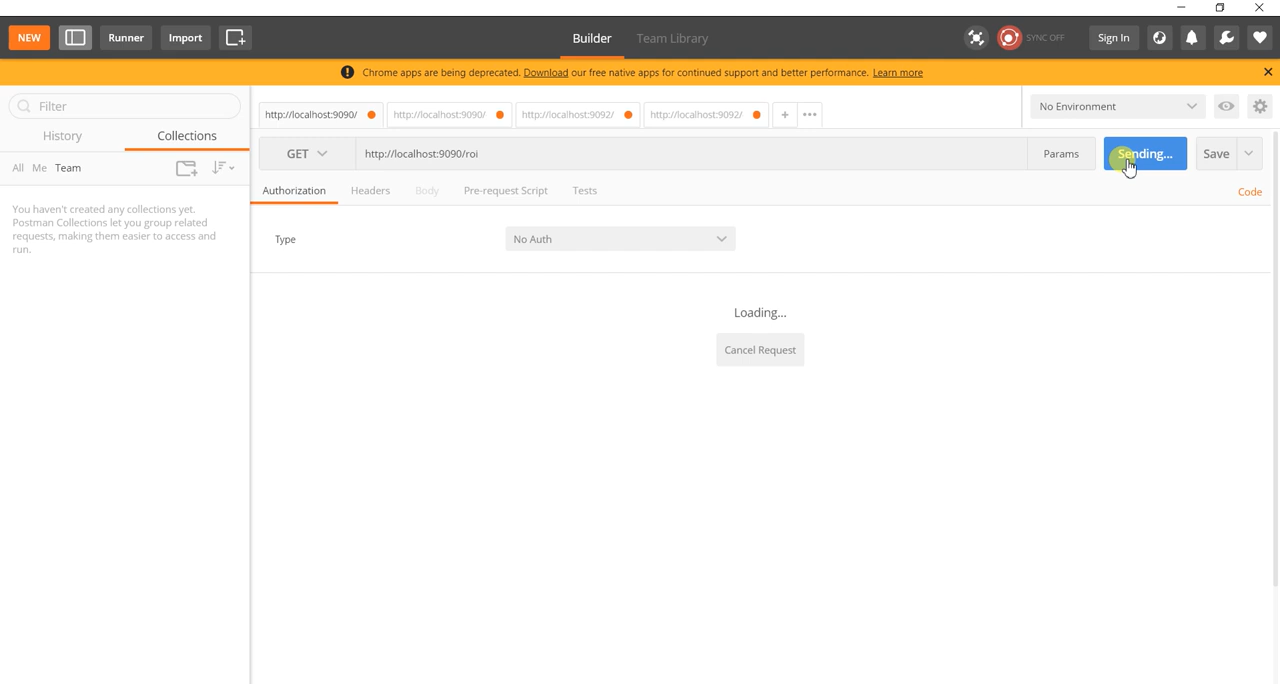 NEW
Runner
Import
Builder
Team Library
SYNC OFF
Sign In
Chrome apps are being deprecated. Download our free native apps for continued support and better performance. Learn more
Filter
History
Collections
All Me Team
You haven't created any collections yet.
Postman Collections let you group related
requests, making them easier to access and
run.
http://localhost:9090/
http://localhost:9090/
http://localhost:9092/
http://localhost:9092/
No Environment
GET
http://localhost:9090/roi
Params
Sending...
Save
Authorization
Headers
Body
Pre-request Script
Tests
Code
Type
No Auth
Loading...
Cancel Request